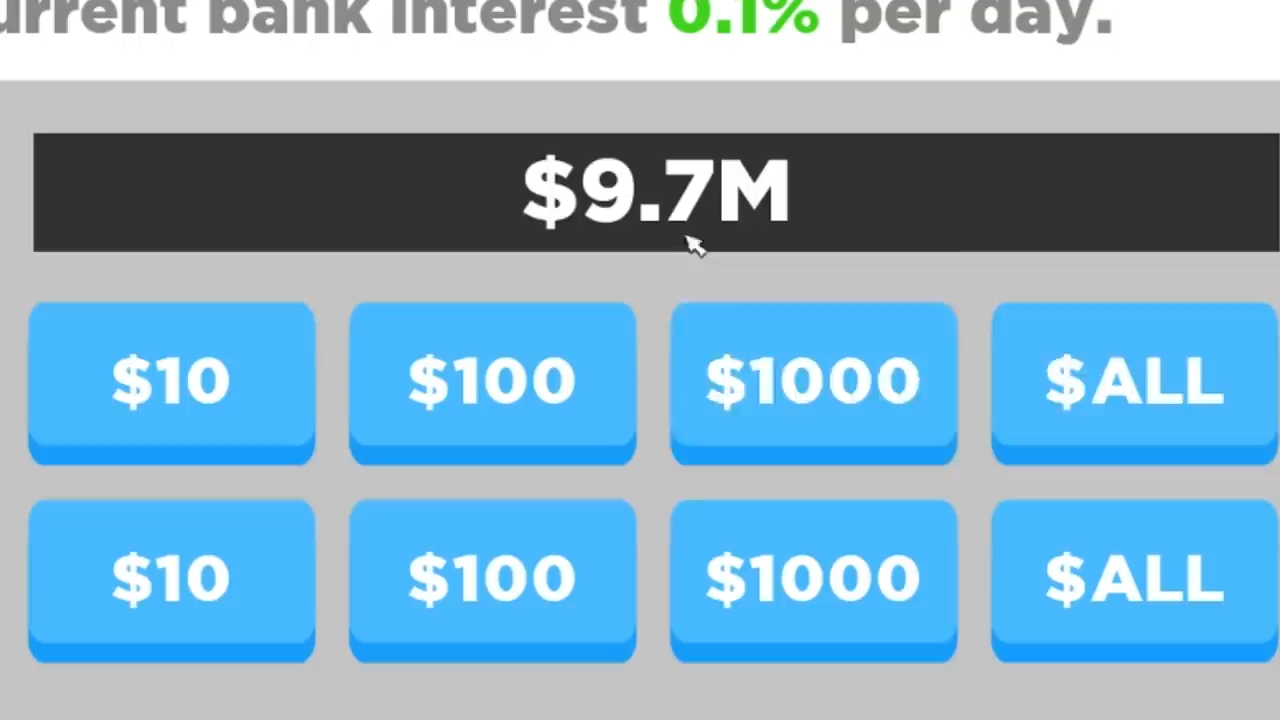 urrent bank interest 0.1% per day.
$9.7M
$10 $100 $1000 $ALL
$10 $100 $1000 $ALL